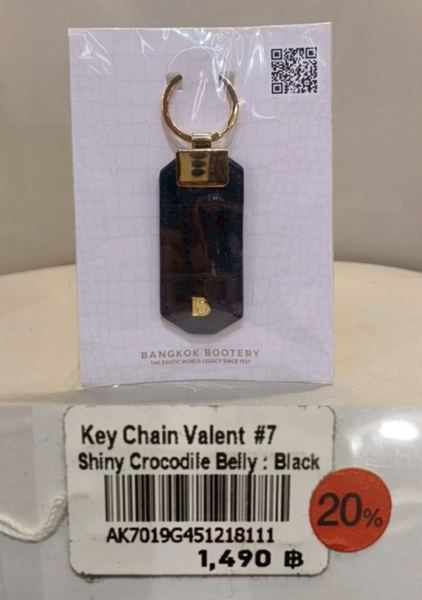 B
BANGKOK BOOTERY
THE EXOTIC WORLD LEGACY SINCE 1937
Key Chain Valent #7
Shiny Crocodile Belly : Black
AK7019G451218111
1,490 ฿
20%